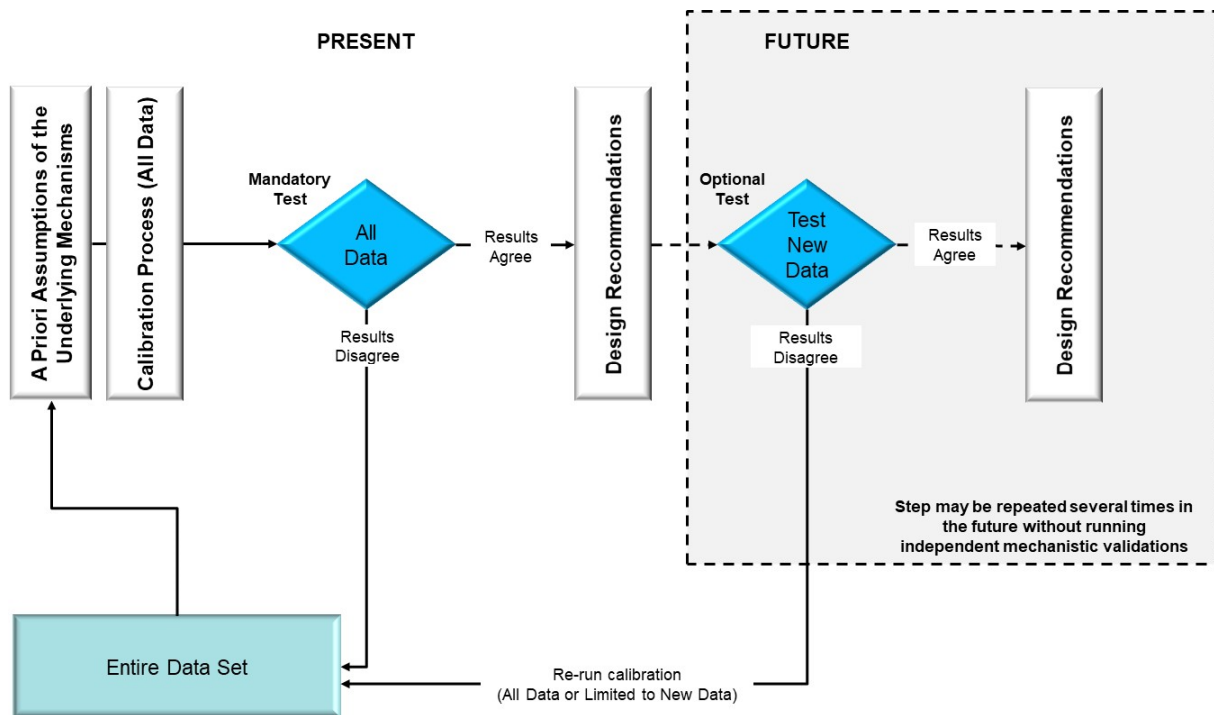 PRESENT
FUTURE
A Priori Assumptions of the
Underlying Mechanisms
Calibration Process (All Data)
Mandatory
Test
All
Data
Results
Agree
Results
Disagree
Design Recommendations
Optional
Test
Test
New
Data
Results
Agree
Results
Disagree
Design Recommendations
Step may be repeated several times in
the future without running
independent mechanistic validations
Entire Data Set
Re-run calibration
(All Data or Limited to New Data)